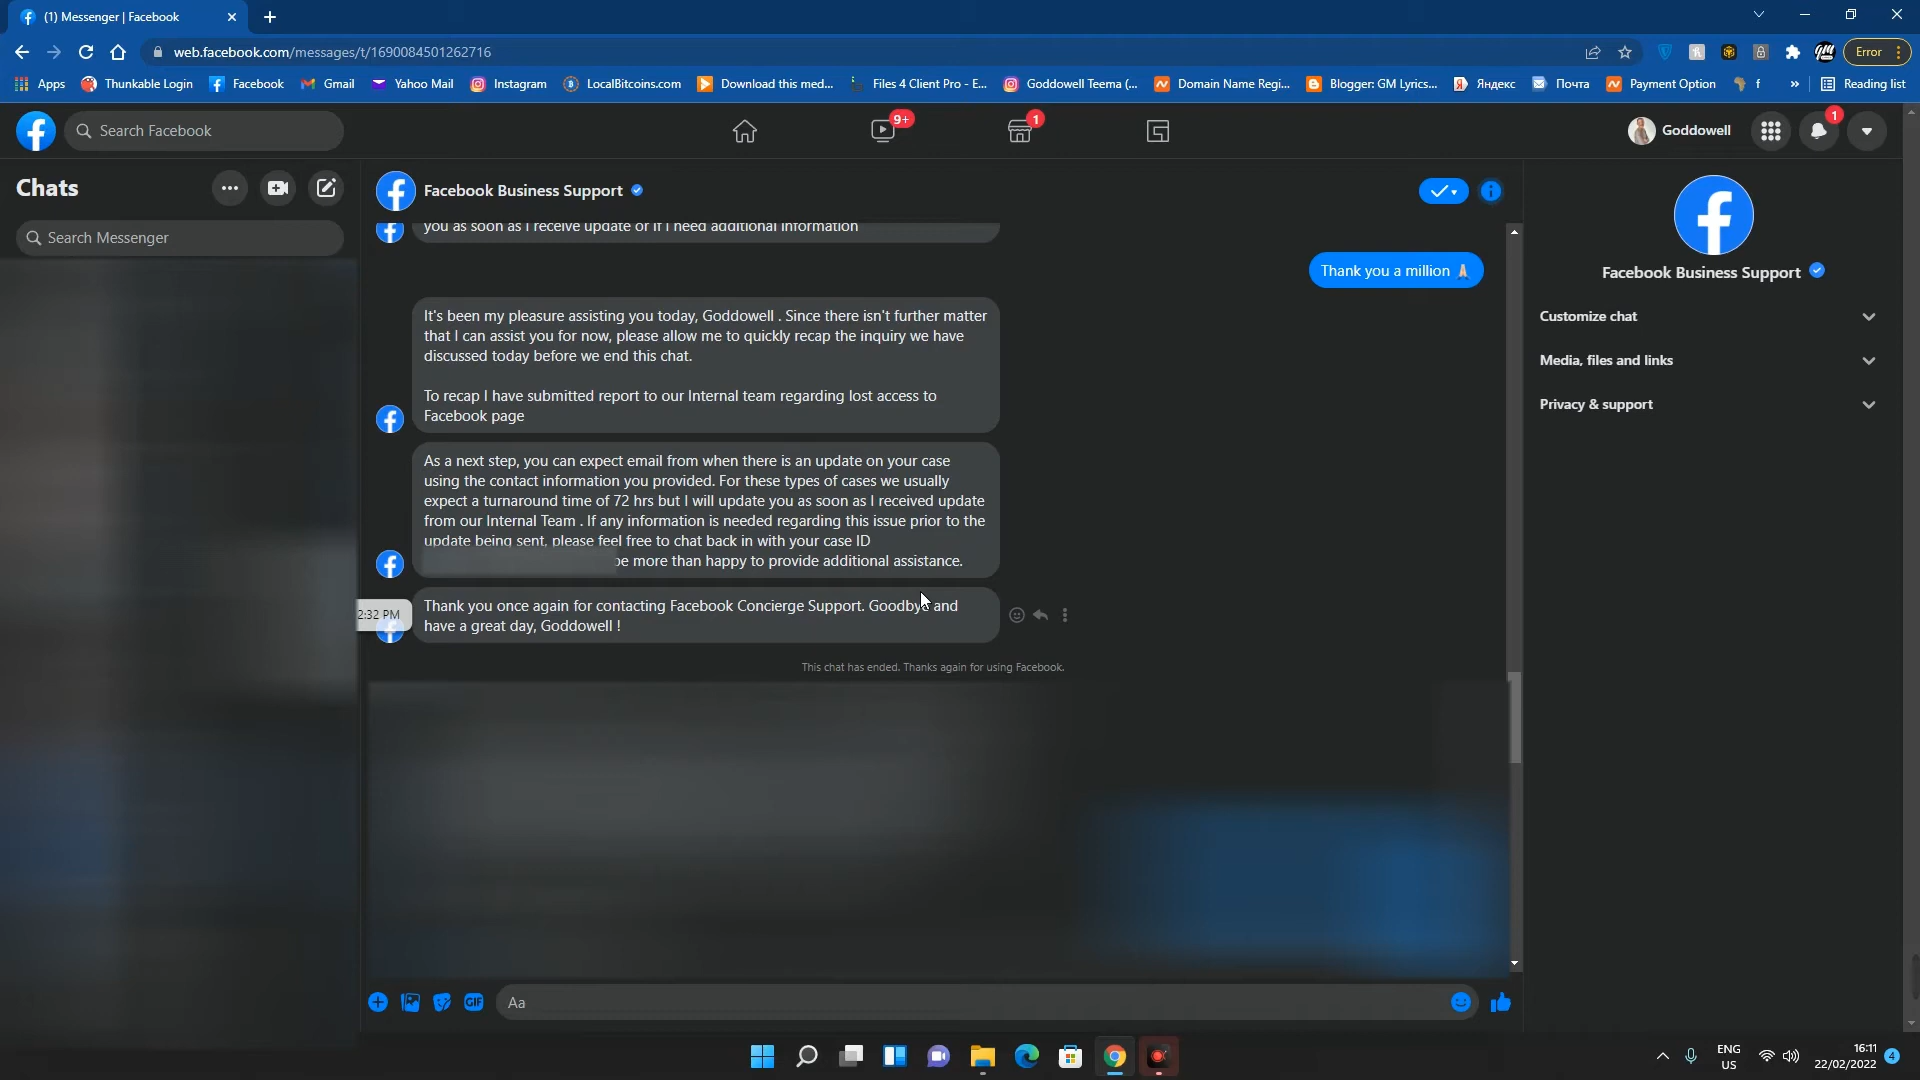 (1) Messenger | Facebook
web.facebook.com/messages/t/1690084501262716
Error
Apps Thunkable Login Facebook Gmail Yahoo Mail Instagram LocalBitcoins.com Download this med... Files 4 Client Pro - E... Goddowell Teema (... Domain Name Regi... Blogger: GM Lyrics... Яндекс Почта Payment Option f » Reading list
Search Facebook
9+
1
Goddowell
1
Chats
Search Messenger
Facebook Business Support
you as soon as I receive update or if I need additional information
Thank you a million 🙏
It's been my pleasure assisting you today, Goddowell . Since there isn't further matter
that I can assist you for now, please allow me to quickly recap the inquiry we have
discussed today before we end this chat.
To recap I have submitted report to our Internal team regarding lost access to
Facebook page
As a next step, you can expect email from when there is an update on your case
using the contact information you provided. For these types of cases we usually
expect a turnaround time of 72 hrs but I will update you as soon as I received update
from our Internal Team . If any information is needed regarding this issue prior to the
update being sent, please feel free to chat back in with your case ID
be more than happy to provide additional assistance.
2:32 PM
Thank you once again for contacting Facebook Concierge Support. Goodbye and
have a great day, Goddowell !
This chat has ended. Thanks again for using Facebook.
GIF
Aa
Facebook Business Support
Customize chat
Media, files and links
Privacy & support
ENG
US
16:11
22/02/2022
4